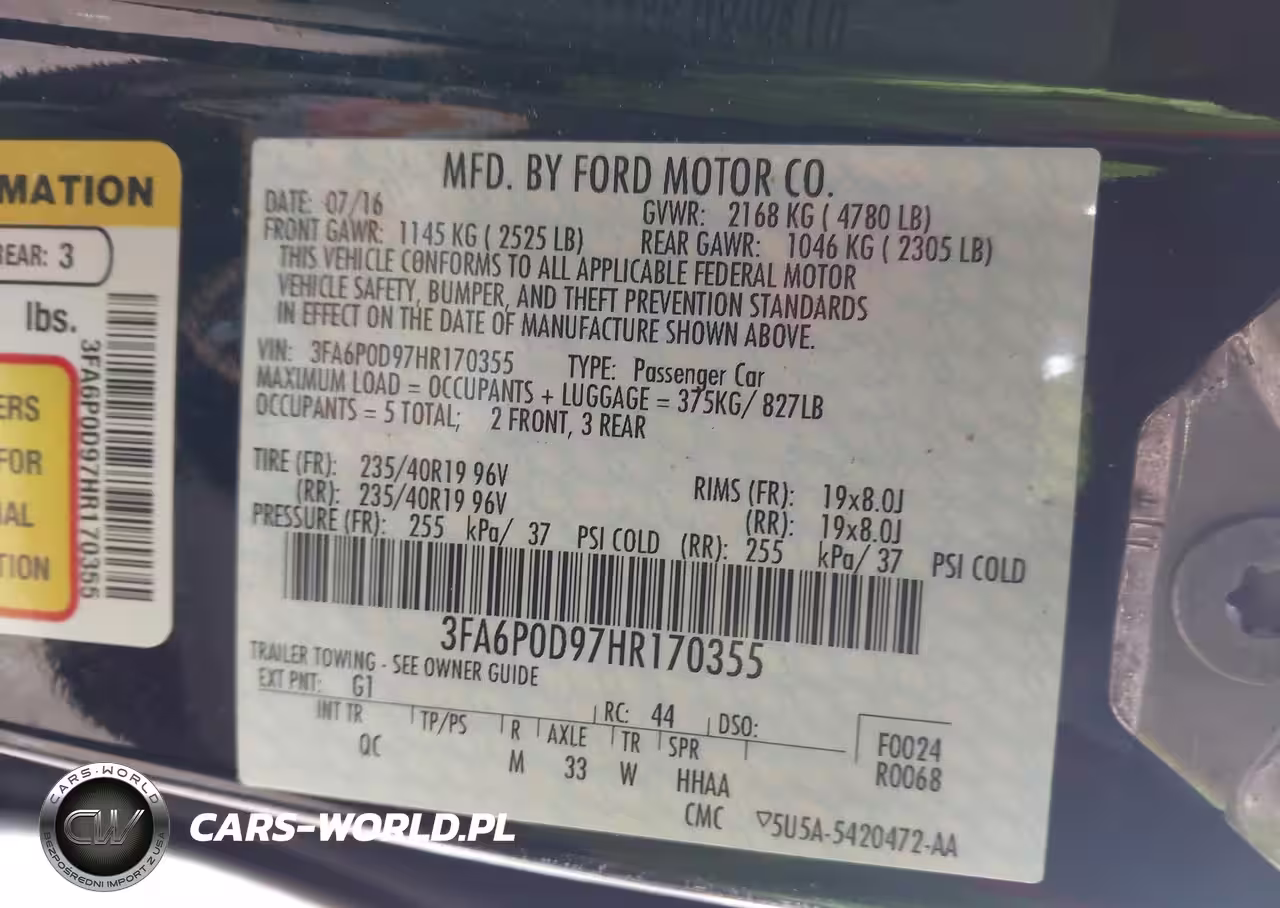 MATION
REAR: 3
lbs.
3FA6P0D97HR170355
ERS
FOR
IAL
TION
MFD. BY FORD MOTOR CO.
DATE: 07/16
GVWR: 2168 KG ( 4780 LB)
FRONT GAWR: 1145 KG ( 2525 LB) REAR GAWR: 1046 KG ( 2305 LB)
THIS VEHICLE CONFORMS TO ALL APPLICABLE FEDERAL MOTOR
VEHICLE SAFETY, BUMPER, AND THEFT PREVENTION STANDARDS
IN EFFECT ON THE DATE OF MANUFACTURE SHOWN ABOVE.
VIN: 3FA6P0D97HR170355 TYPE: Passenger Car
MAXIMUM LOAD = OCCUPANTS + LUGGAGE = 375KG/ 827LB
OCCUPANTS = 5 TOTAL; 2 FRONT, 3 REAR
TIRE (FR): 235/40R19 96V RIMS (FR): 19x8.0J
(RR): 235/40R19 96V (RR): 19x8.0J
PRESSURE (FR): 255 kPa/ 37 PSI COLD (RR): 255 kPa/ 37 PSI COLD
3FA6P0D97HR170355
TRAILER TOWING - SEE OWNER GUIDE
EXT PNT: G1 RC: 44 DSO:
INT TR TP/PS R AXLE TR SPR
QC M 33 W HHAA
F0024
R0068
CMC ▽5U5A-5420472-AA
CARS-WORLD
CW
BEZPOŚREDNI IMPORT Z USA
CARS-WORLD.PL